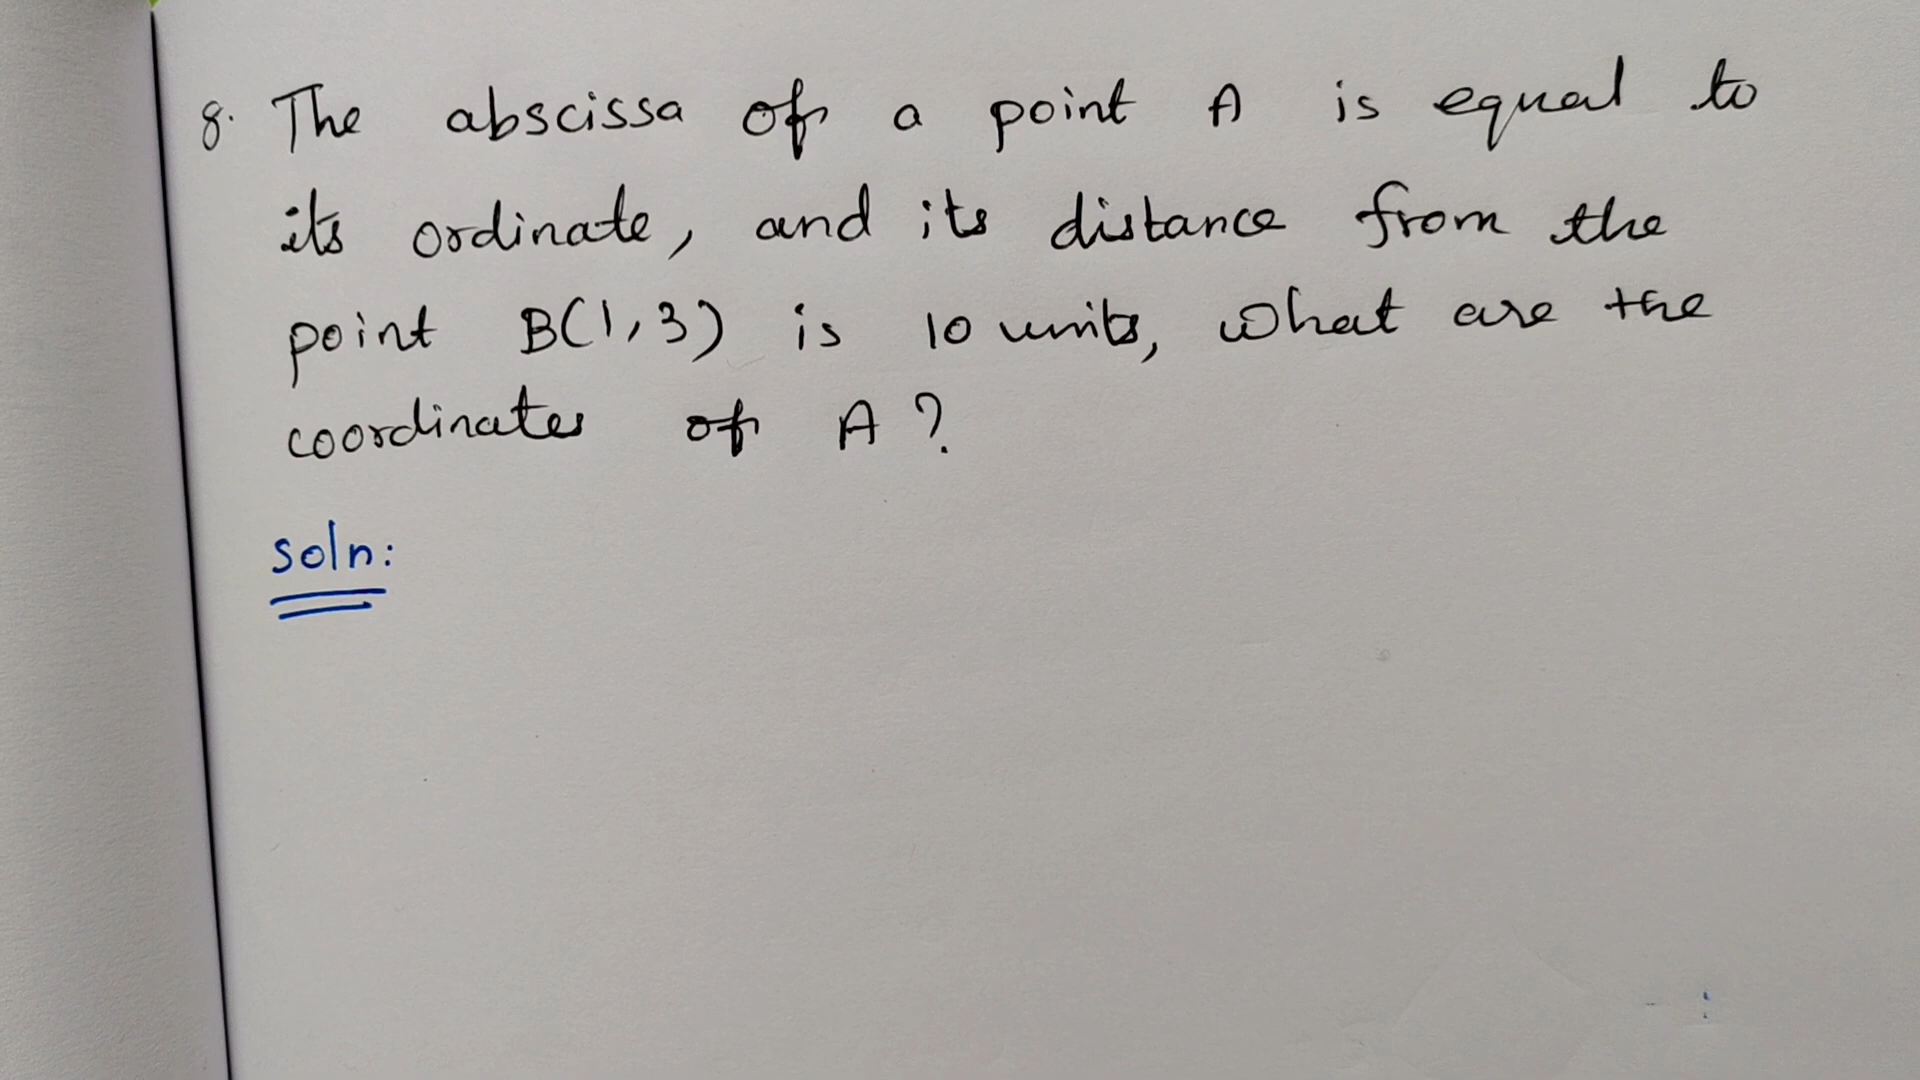 8. The abscissa of a point A is equal to
its ordinate, and its distance from the
point B(1,3) is 10 units, what are the
coordinates of A?
soln: